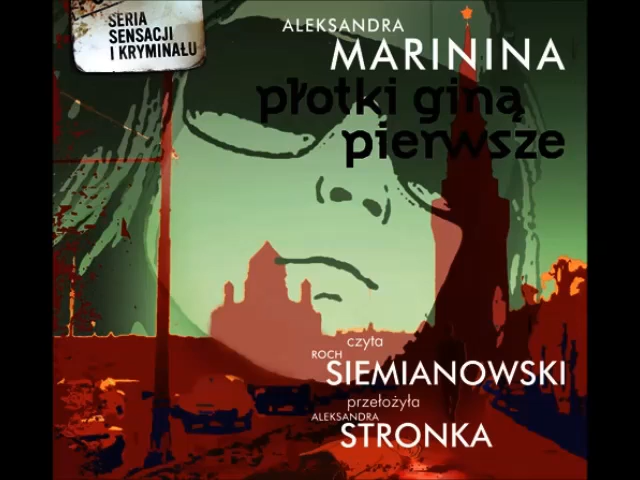 SERIA
SENSACJI
I KRYMINAŁU
ALEKSANDRA
MARININA
płotki giną
pierwsze
czyta
ROCH
SIEMIANOWSKI
przełożyła
ALEKSANDRA
STRONKA